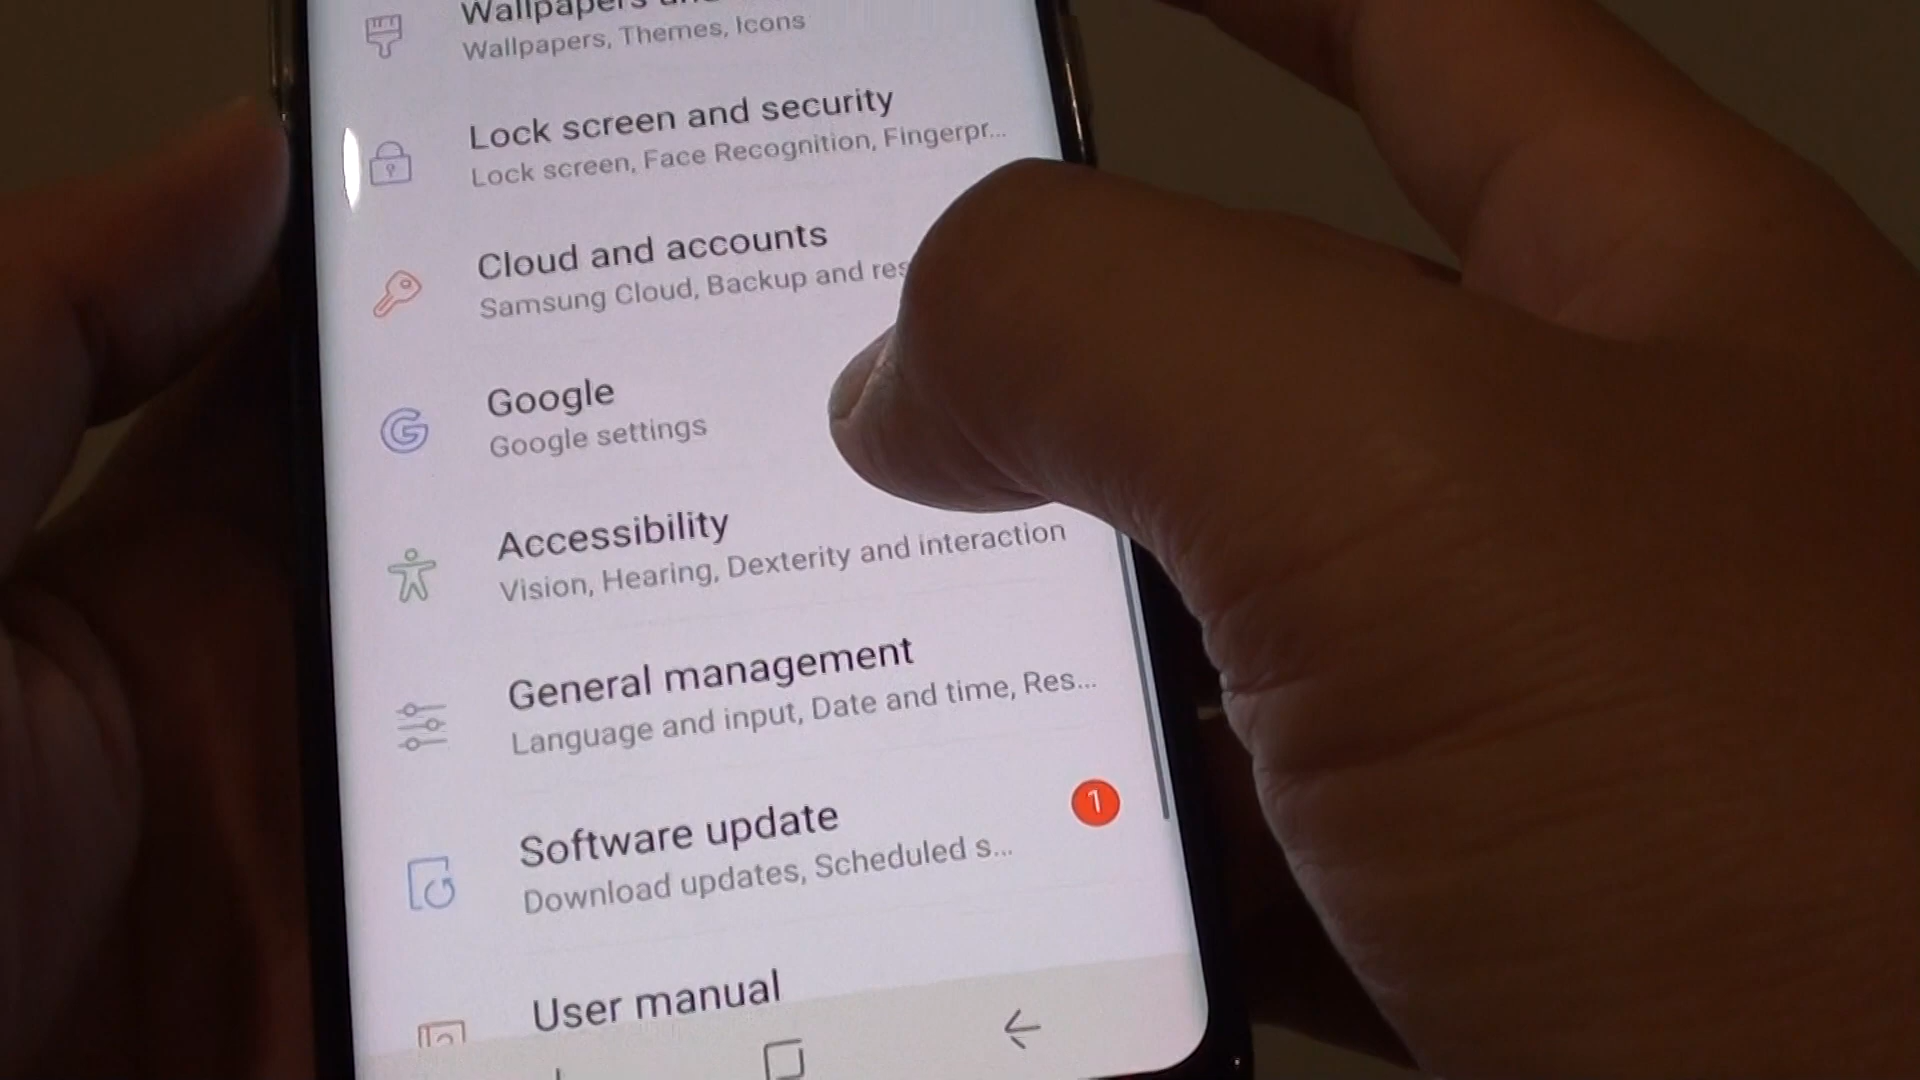 Wallpapers and
Wallpapers, Themes, Icons
Lock screen and security
Lock screen, Face Recognition, Fingerpr...
Cloud and accounts
Samsung Cloud, Backup and res
Google
Google settings
Accessibility
Vision, Hearing, Dexterity and interaction
General management
Language and input, Date and time, Res...
Software update
1
Download updates, Scheduled s...
User manual